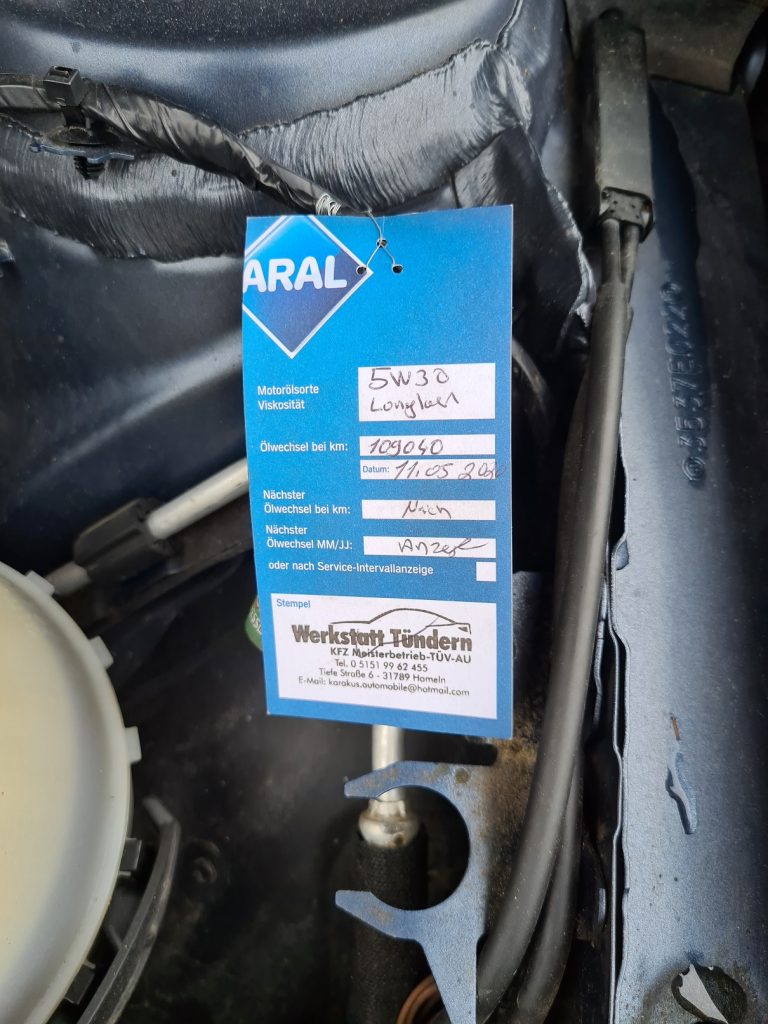 ARAL
Motorölsorte
Viskosität
5W30
Longlae
Ölwechsel bei km: 109040
Datum: 11.05 2020
Nächster
Ölwechsel bei km: Nach
Nächster
Ölwechsel MM/JJ: Anzeige
oder nach Service-Intervallanzeige
Stempel
Werkstatt Tündern
KFZ Meisterbetrieb-TÜV-AU
Tel. 0 5151 99 62 455
Tiefe Straße 6 - 31789 Hameln
E-Mail: karakus.automobile@hotmail.com